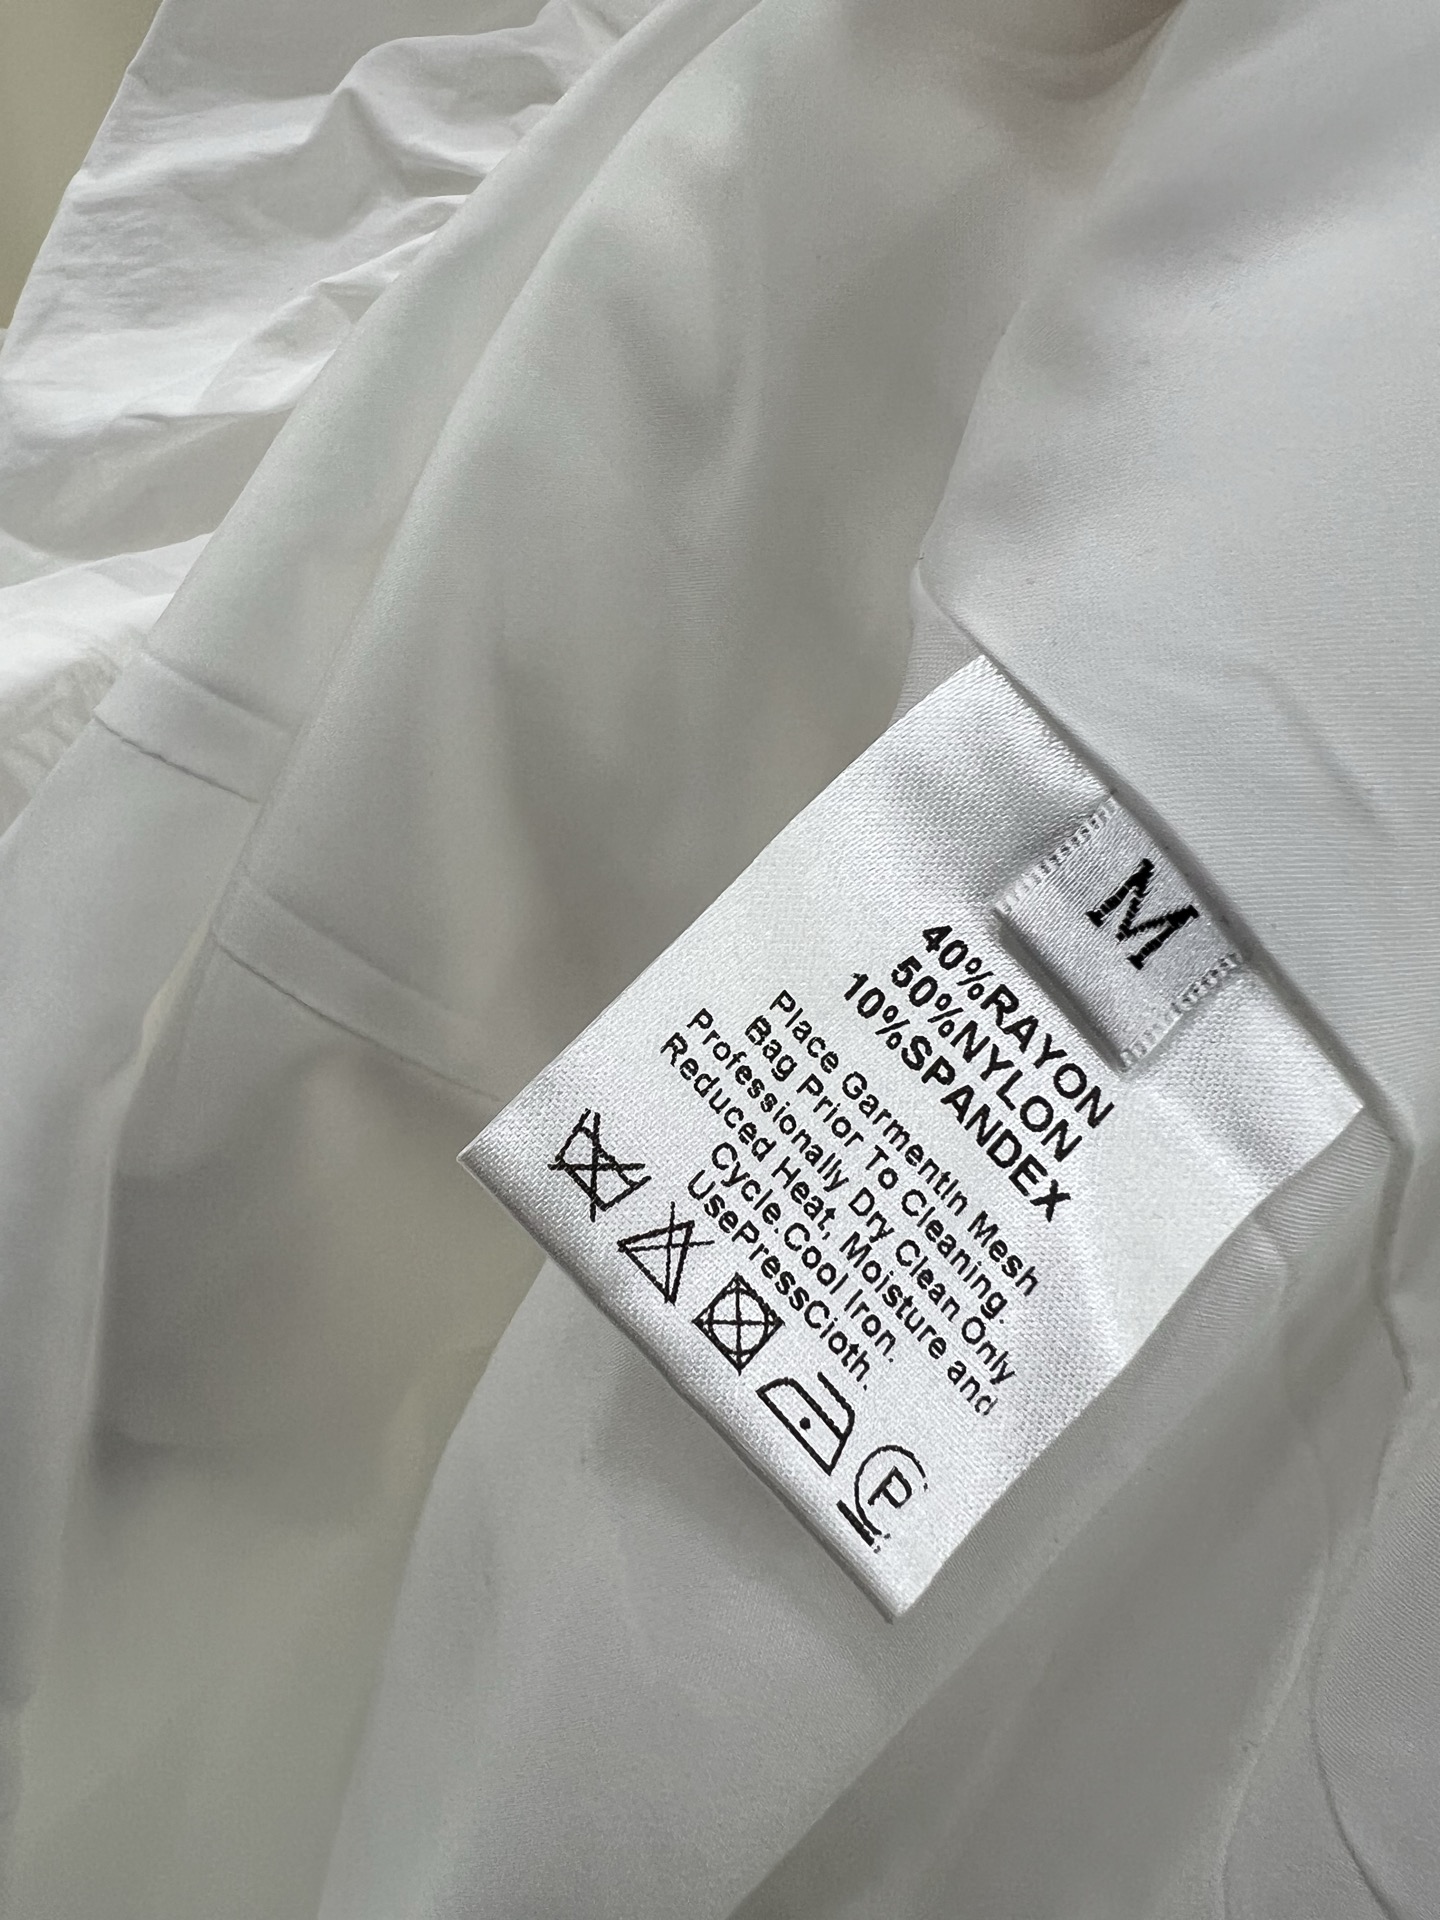 M
40%RAYON
50%NYLON
10%SPANDEX
Place GarmentIn Mesh
Bag Prior To Cleaning.
Professionally Dry Clean Only
Reduced Heat, Moisture and
Cycle.Cool Iron.
UsePressCloth.
P